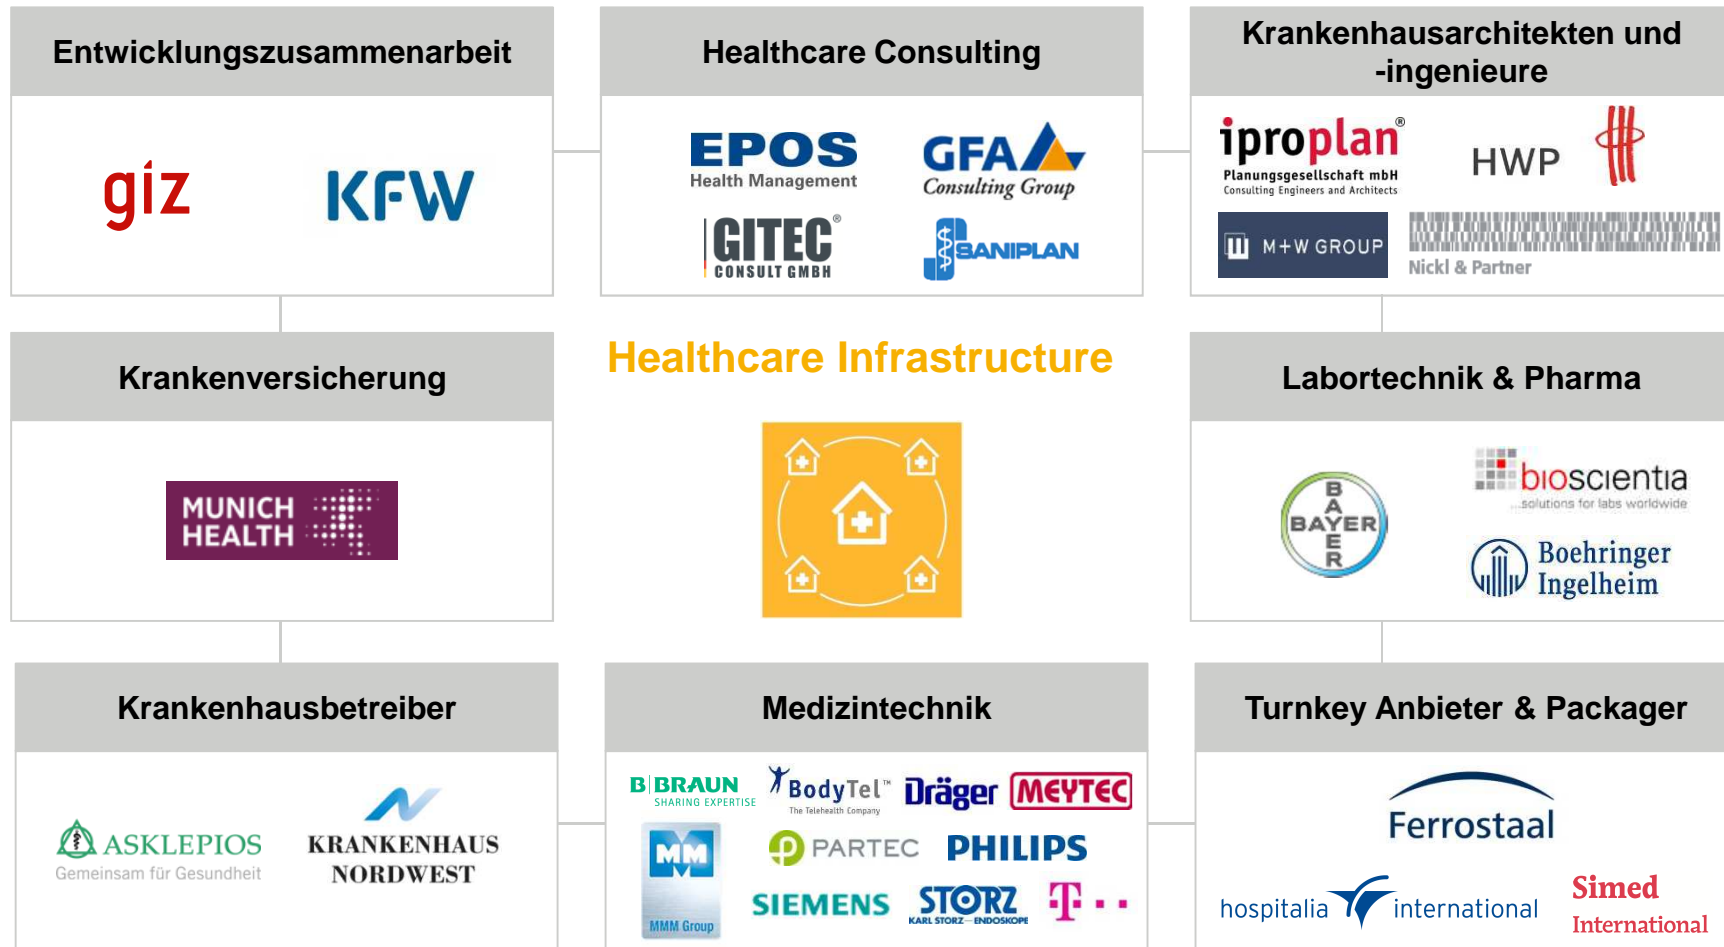 Entwicklungszusammenarbeit
giz
KFW
Healthcare Consulting
EPOS
Health Management
GFA
Consulting Group
GITEC®
CONSULT GMBH
SANIPLAN
Krankenhausarchitekten und
-ingenieure
iproplan®
Planungsgesellschaft mbH
Consulting Engineers and Architects
HWP
M+W GROUP
Nickl & Partner
Krankenversicherung
MUNICH
HEALTH
Healthcare Infrastructure
Labortechnik & Pharma
BAYER
BAYER
bioscientia
...solutions for labs worldwide
Boehringer
Ingelheim
Krankenhausbetreiber
ASKLEPIOS
Gemeinsam für Gesundheit
KRANKENHAUS
NORDWEST
Medizintechnik
B|BRAUN
SHARING EXPERTISE
BodyTel™
The Telehealth Company
Dräger
MEYTEC
MMM Group
PARTEC
PHILIPS
SIEMENS
STORZ
KARL STORZ—ENDOSKOPE
T
Turnkey Anbieter & Packager
Ferrostaal
hospitalia international
Simed
International